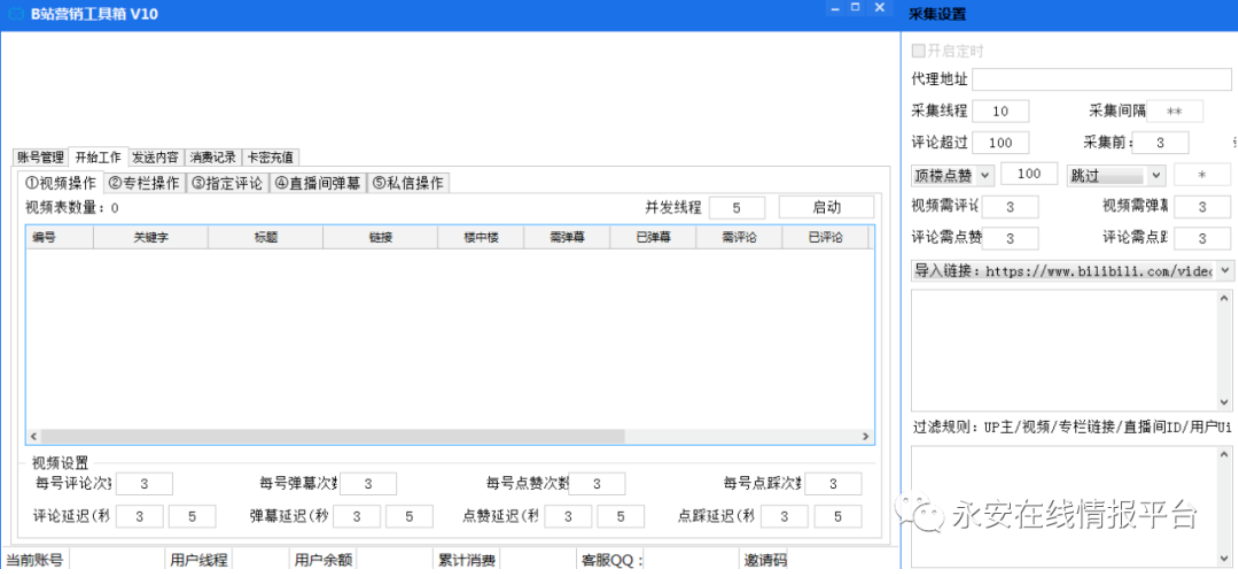 B站营销工具箱 V10
采集设置
开启定时
代理地址
采集线程 10 采集间隔 **
评论超过 100 采集前: 3
顶楼点赞 100 跳过 *
视频需评论 3 视频需弹幕 3
评论需点赞 3 评论需点踩 3
导入链接: https://www.bilibili.com/video
过滤规则: UP主/视频/专栏链接/直播间ID/用户Ui
账号管理 开始工作 发送内容 消费记录 卡密充值
①视频操作 ②专栏操作 ③指定评论 ④直播间弹幕 ⑤私信操作
视频表数量: 0 并发线程 5 启动
编号 关键字 标题 链接 楼中楼 需弹幕 已弹幕 需评论 已评论
视频设置
每号评论次数 3 每号弹幕次数 3 每号点赞次数 3 每号点踩次数 3
评论延迟(秒 3 5 弹幕延迟(秒 3 5 点赞延迟(秒 3 5 点踩延迟(秒 3 5
当前账号 用户线程 用户余额 累计消费 客服QQ: 邀请码
永安在线情报平台